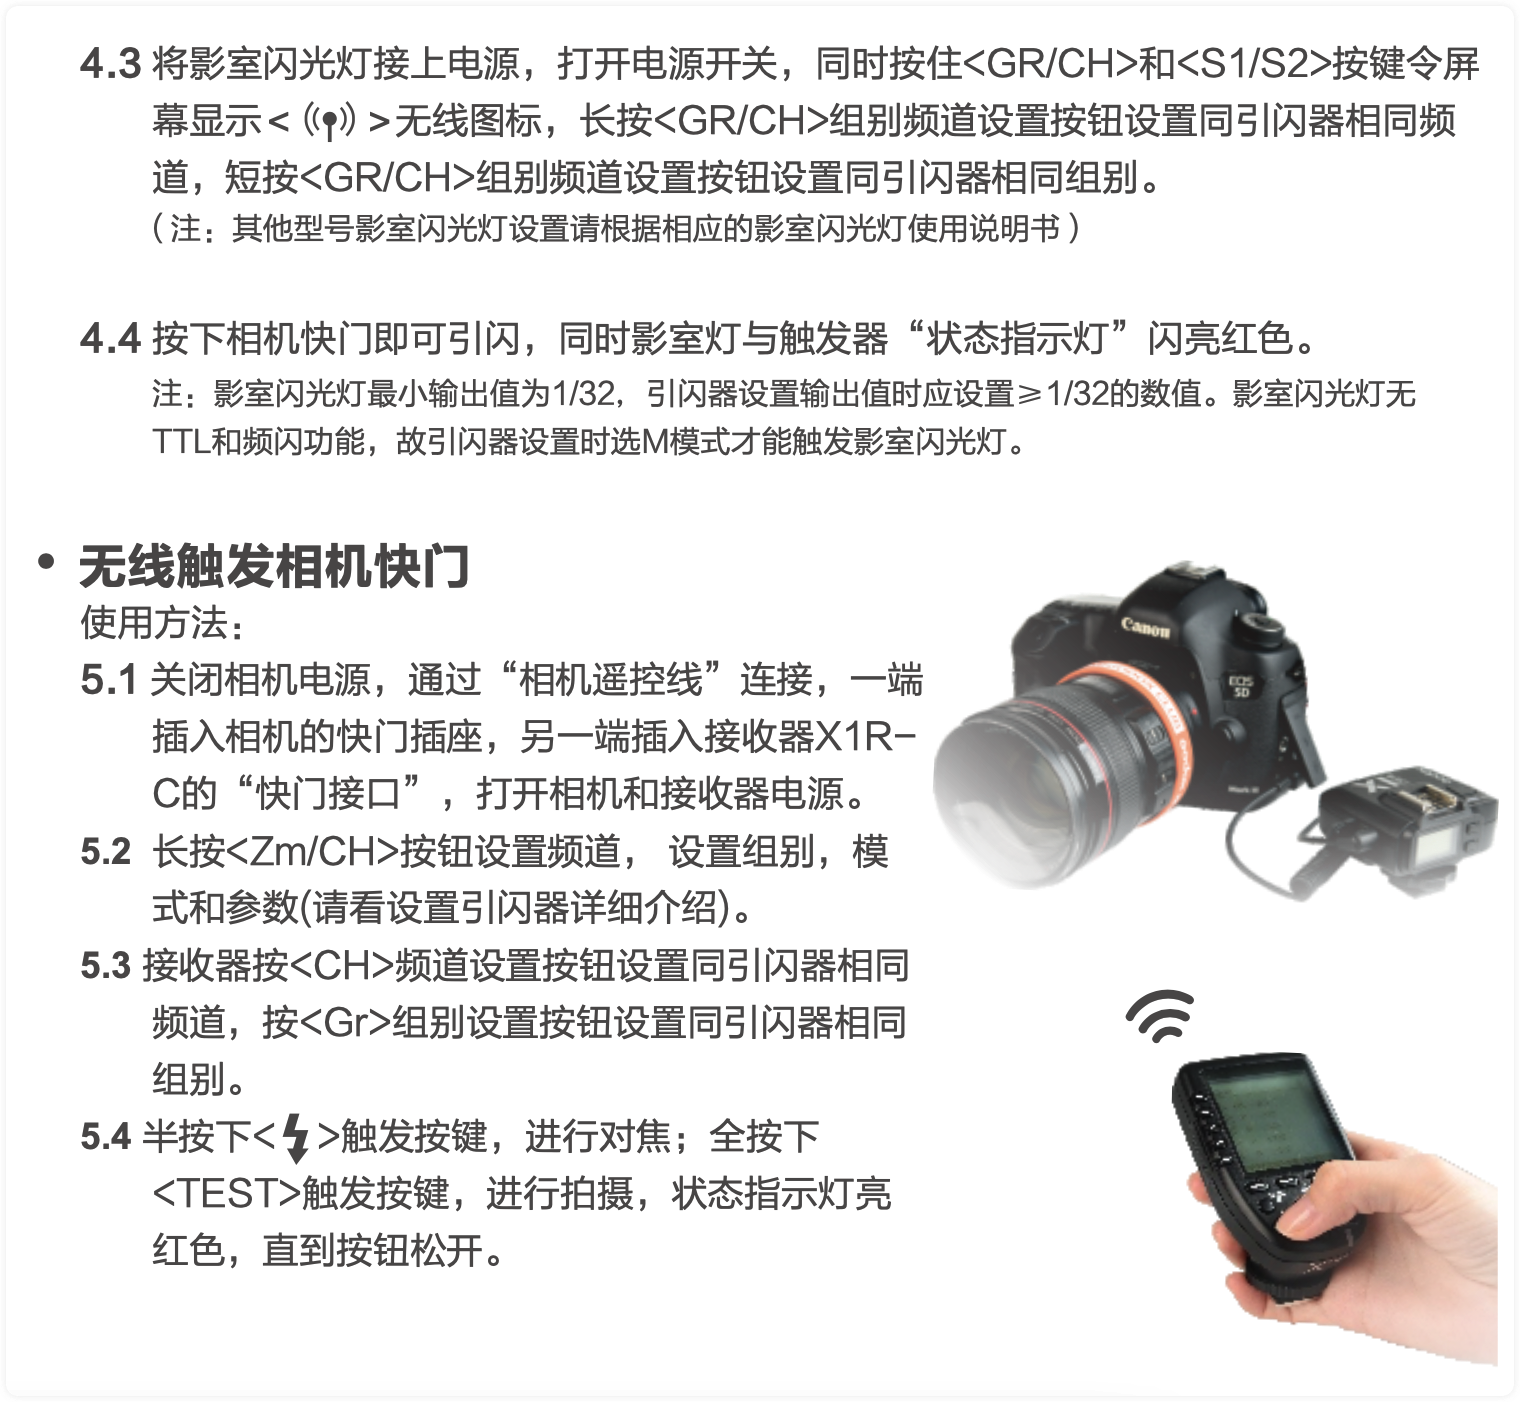 4.3 将影室闪光灯接上电源，打开电源开关，同时按住<GR/CH>和<S1/S2>按键令屏
幕显示< >无线图标，长按<GR/CH>组别频道设置按钮设置同引闪器相同频
道，短按<GR/CH>组别频道设置按钮设置同引闪器相同组别。
（注：其他型号影室闪光灯设置请根据相应的影室闪光灯使用说明书）
4.4 按下相机快门即可引闪，同时影室灯与触发器“状态指示灯”闪亮红色。
注：影室闪光灯最小输出值为1/32，引闪器设置输出值时应设置≥1/32的数值。影室闪光灯无
TTL和频闪功能，故引闪器设置时选M模式才能触发影室闪光灯。
• 无线触发相机快门
使用方法：
5.1 关闭相机电源，通过“相机遥控线”连接，一端
插入相机的快门插座，另一端插入接收器X1R-
C的“快门接口”，打开相机和接收器电源。
5.2 长按<Zm/CH>按钮设置频道， 设置组别，模
式和参数(请看设置引闪器详细介绍)。
5.3 接收器按<CH>频道设置按钮设置同引闪器相同
频道，按<Gr>组别设置按钮设置同引闪器相同
组别。
5.4 半按下< >触发按键，进行对焦；全按下
<TEST>触发按键，进行拍摄，状态指示灯亮
红色，直到按钮松开。
Canon
EOS
5D
Mark III